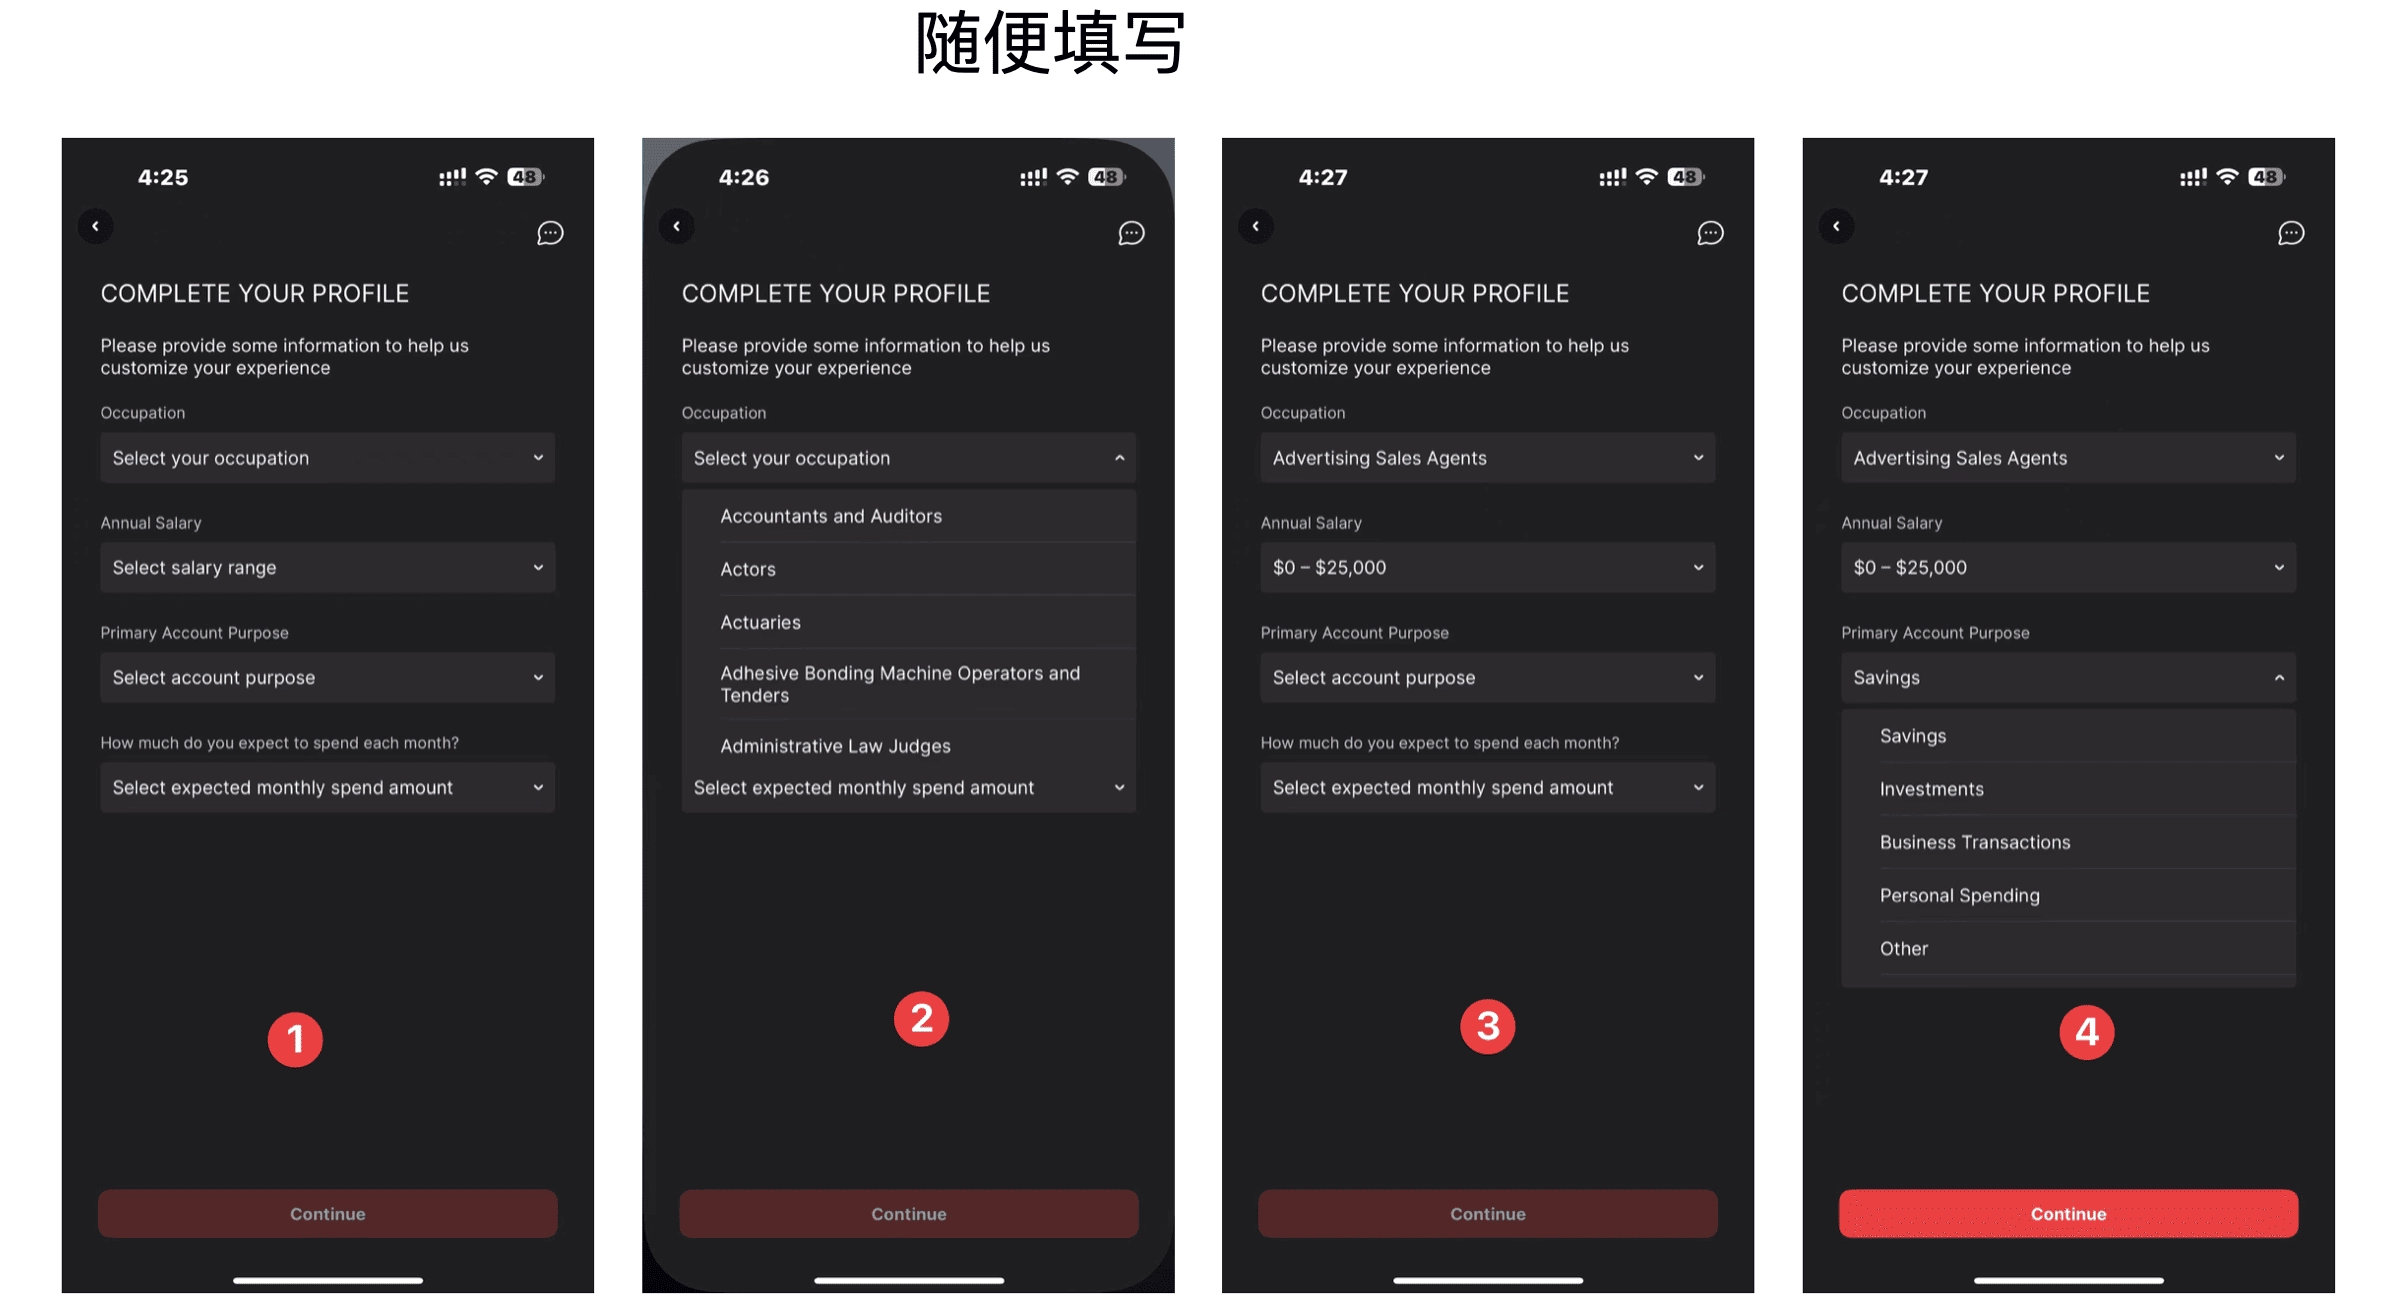 随便填写
4:25
48
COMPLETE YOUR PROFILE
Please provide some information to help us
customize your experience
Occupation
Select your occupation
Annual Salary
Select salary range
Primary Account Purpose
Select account purpose
How much do you expect to spend each month?
Select expected monthly spend amount
1
Continue
4:26
48
COMPLETE YOUR PROFILE
Please provide some information to help us
customize your experience
Occupation
Select your occupation
Accountants and Auditors
Actors
Actuaries
Adhesive Bonding Machine Operators and
Tenders
Administrative Law Judges
Select expected monthly spend amount
2
Continue
4:27
48
COMPLETE YOUR PROFILE
Please provide some information to help us
customize your experience
Occupation
Advertising Sales Agents
Annual Salary
$0 – $25,000
Primary Account Purpose
Select account purpose
How much do you expect to spend each month?
Select expected monthly spend amount
3
Continue
4:27
48
COMPLETE YOUR PROFILE
Please provide some information to help us
customize your experience
Occupation
Advertising Sales Agents
Annual Salary
$0 – $25,000
Primary Account Purpose
Savings
Savings
Investments
Business Transactions
Personal Spending
Other
4
Continue